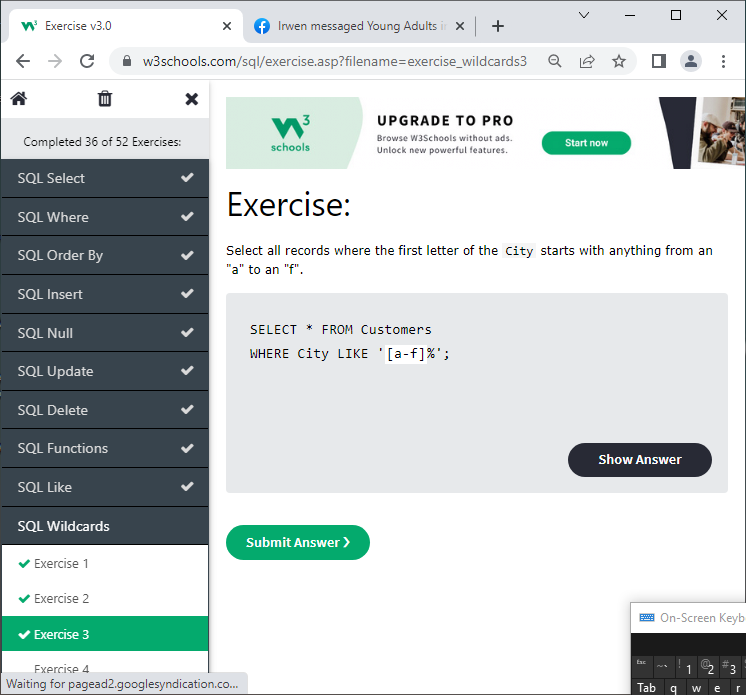 Exercise v3.0
Irwen messaged Young Adults in
w3schools.com/sql/exercise.asp?filename=exercise_wildcards3
Completed 36 of 52 Exercises:
SQL Select
SQL Where
SQL Order By
SQL Insert
SQL Null
SQL Update
SQL Delete
SQL Functions
SQL Like
SQL Wildcards
Exercise 1
Exercise 2
Exercise 3
Exercise 4
Waiting for pagead2.googlesyndication.co...
3
schools
UPGRADE TO PRO
Browse W3Schools without ads.
Unlock new powerful features.
Start now
Exercise:
Select all records where the first letter of the City starts with anything from an
"a" to an "f".
SELECT * FROM Customers
WHERE City LIKE '[a-f]%';
Show Answer
Submit Answer ❯
On-Screen Keyb
Esc ~ ` ! 1 @ 2 # 3
Tab q w e r